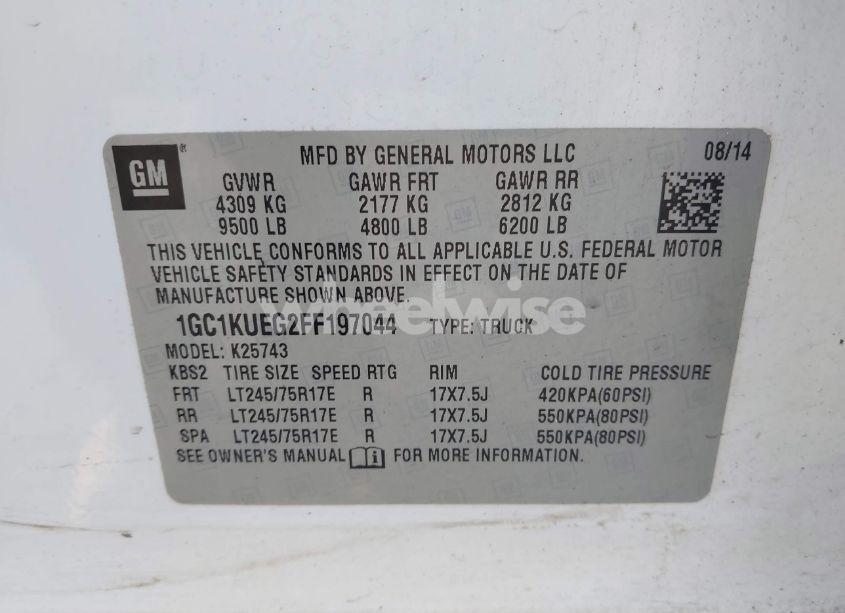 GM
MFD BY GENERAL MOTORS LLC 08/14
GVWR GAWR FRT GAWR RR
4309 KG 2177 KG 2812 KG
9500 LB 4800 LB 6200 LB
THIS VEHICLE CONFORMS TO ALL APPLICABLE U.S. FEDERAL MOTOR
VEHICLE SAFETY STANDARDS IN EFFECT ON THE DATE OF
MANUFACTURE SHOWN ABOVE.
wheelwise
1GC1KUEG2FF197044 TYPE: TRUCK
MODEL: K25743
KBS2 TIRE SIZE SPEED RTG RIM COLD TIRE PRESSURE
FRT LT245/75R17E R 17X7.5J 420KPA(60PSI)
RR LT245/75R17E R 17X7.5J 550KPA(80PSI)
SPA LT245/75R17E R 17X7.5J 550KPA(80PSI)
SEE OWNER'S MANUAL FOR MORE INFORMATION.